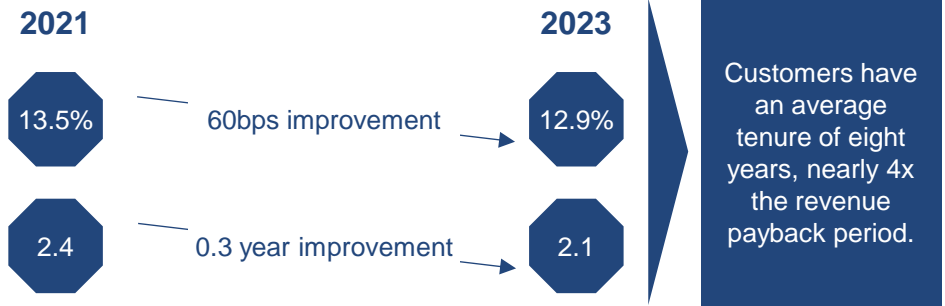 2021
2023
13.5%
60bps improvement
12.9%
2.4
0.3 year improvement
2.1
Customers have
an average
tenure of eight
years, nearly 4x
the revenue
payback period.